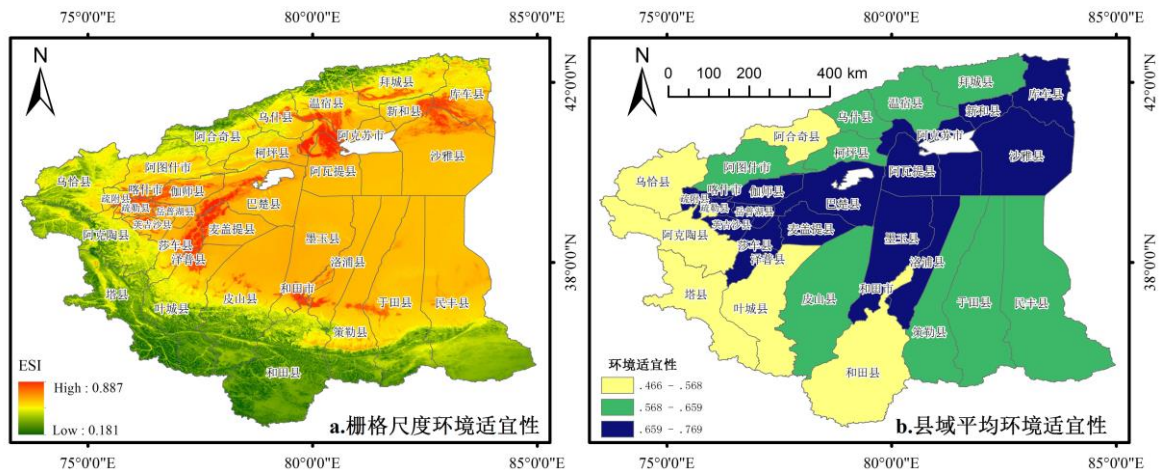 75°0'0"E
80°0'0"E
85°0'0"E
75°0'0"E
80°0'0"E
85°0'0"E
N
拜城县
库车县
温宿县
新和县
乌什县
阿合奇县
阿克苏市
柯坪县
沙雅县
阿图什市
阿瓦提县
乌恰县
喀什市
伽师县
疏附县
疏勒县
岳普湖县
巴楚县
英吉沙县
阿克陶县
麦盖提县
墨玉县
莎车县
泽普县
洛浦县
塔县
和田市
叶城县
皮山县
于田县
民丰县
策勒县
和田县
ESI
High : 0.887
Low : 0.181
a.栅格尺度环境适宜性
N
0 100 200 400 km
拜城县
库车县
温宿县
新和县
乌什县
阿合奇县
阿克苏市
柯坪县
沙雅县
阿图什市
阿瓦提县
乌恰县
喀什市
伽师县
疏附县
疏勒县
岳普湖县
巴楚县
英吉沙县
阿克陶县
麦盖提县
墨玉县
莎车县
泽普县
洛浦县
塔县
和田市
叶城县
皮山县
于田县
民丰县
策勒县
和田县
环境适宜性
.466 - .568
.568 - .659
.659 - .769
b.县域平均环境适宜性
42°0'0"N
38°0'0"N
42°0'0"N
38°0'0"N
75°0'0"E
80°0'0"E
85°0'0"E
75°0'0"E
80°0'0"E
85°0'0"E